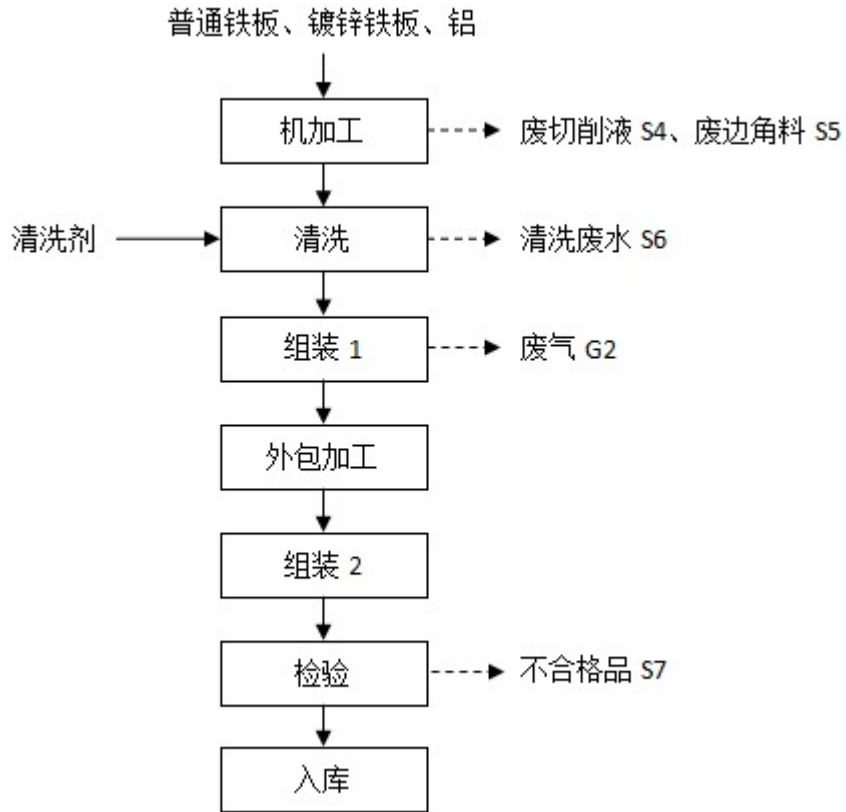 普通铁板、镀锌铁板、铝
机加工
废切削液 S4、废边角料 S5
清洗剂
清洗
清洗废水 S6
组装 1
废气 G2
外包加工
组装 2
检验
不合格品 S7
入库